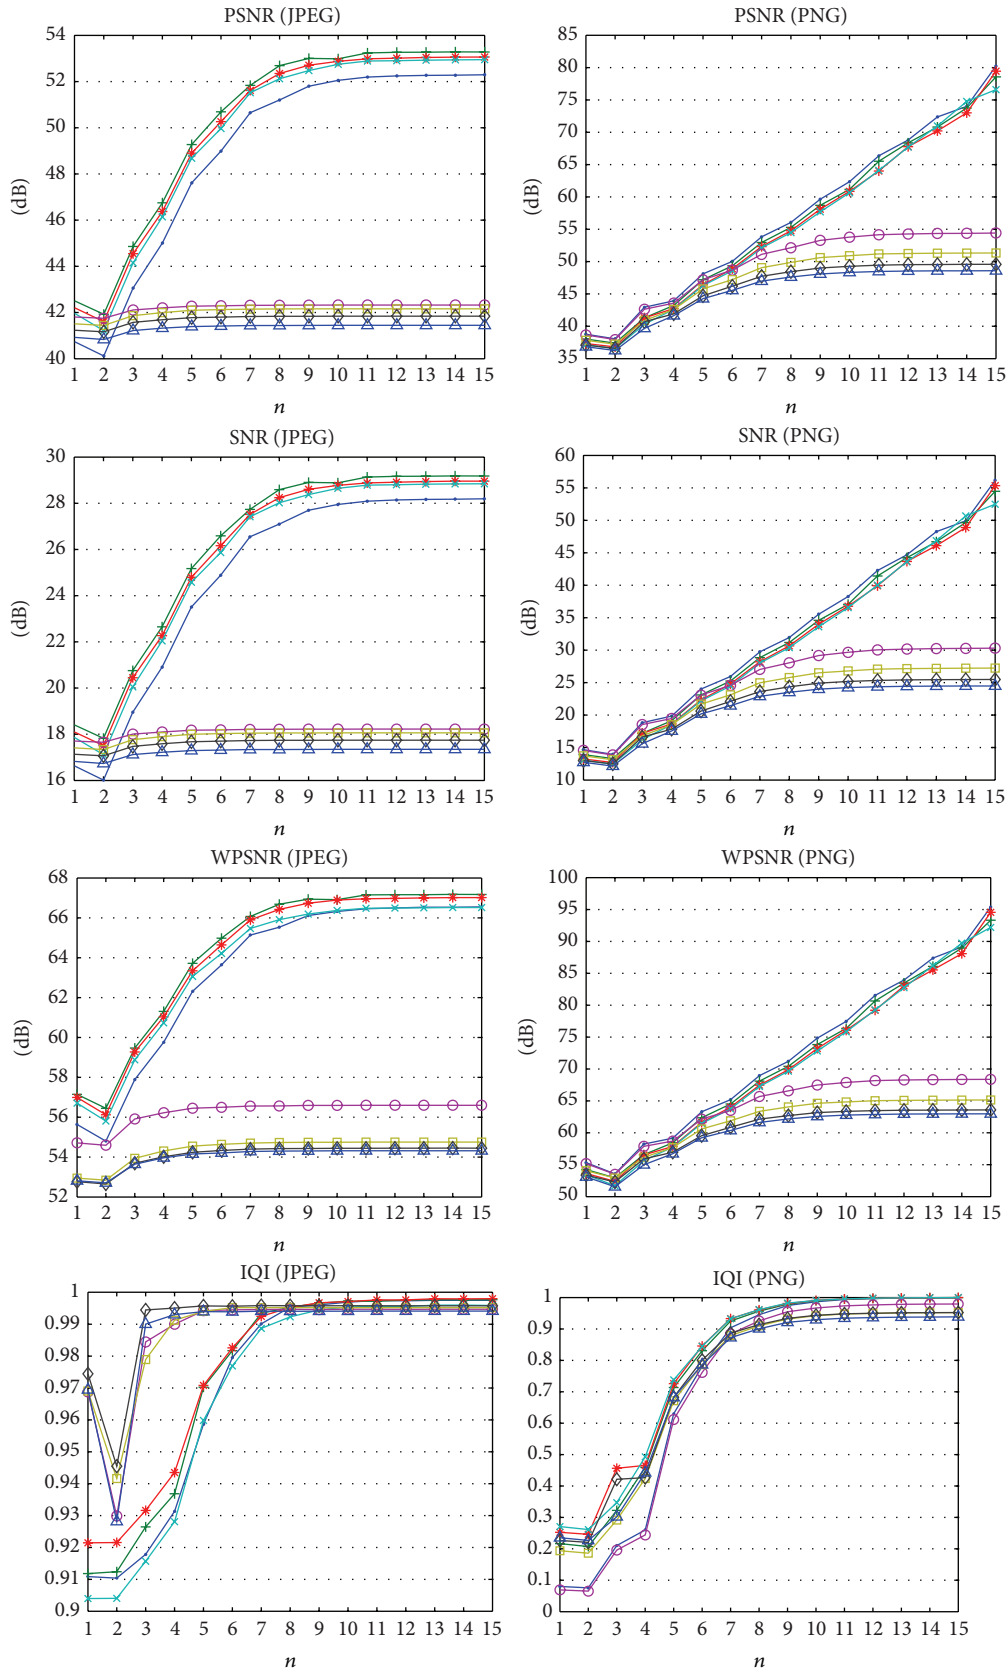 PSNR (JPEG)
54
52
50
48
46
44
42
40
(dB)
1 2 3 4 5 6 7 8 9 10 11 12 13 14 15
n
PSNR (PNG)
85
80
75
70
65
60
55
50
45
40
35
(dB)
1 2 3 4 5 6 7 8 9 10 11 12 13 14 15
n
SNR (JPEG)
30
28
26
24
22
20
18
16
(dB)
1 2 3 4 5 6 7 8 9 10 11 12 13 14 15
n
SNR (PNG)
60
55
50
45
40
35
30
25
20
15
10
(dB)
1 2 3 4 5 6 7 8 9 10 11 12 13 14 15
n
WPSNR (JPEG)
68
66
64
62
60
58
56
54
52
(dB)
1 2 3 4 5 6 7 8 9 10 11 12 13 14 15
n
WPSNR (PNG)
100
95
90
85
80
75
70
65
60
55
50
(dB)
1 2 3 4 5 6 7 8 9 10 11 12 13 14 15
n
IQI (JPEG)
1
0.99
0.98
0.97
0.96
0.95
0.94
0.93
0.92
0.91
0.9
1 2 3 4 5 6 7 8 9 10 11 12 13 14 15
n
IQI (PNG)
1
0.9
0.8
0.7
0.6
0.5
0.4
0.3
0.2
0.1
0
1 2 3 4 5 6 7 8 9 10 11 12 13 14 15
n